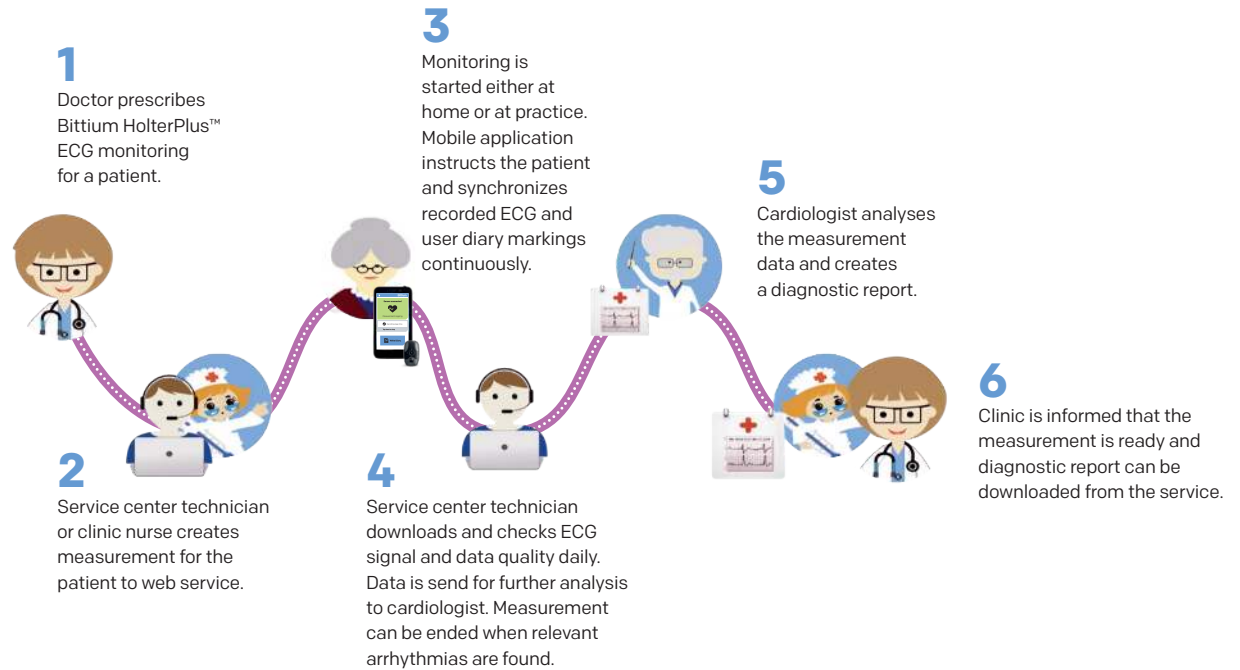 1
Doctor prescribes
Bittium HolterPlus™
ECG monitoring
for a patient.
2
Service center technician
or clinic nurse creates
measurement for the
patient to web service.
3
Monitoring is
started either at
home or at practice.
Mobile application
instructs the patient
and synchronizes
recorded ECG and
user diary markings
continuously.
4
Service center technician
downloads and checks ECG
signal and data quality daily.
Data is send for further analysis
to cardiologist. Measurement
can be ended when relevant
arrhythmias are found.
5
Cardiologist analyses
the measurement
data and creates
a diagnostic report.
6
Clinic is informed that the
measurement is ready and
diagnostic report can be
downloaded from the service.